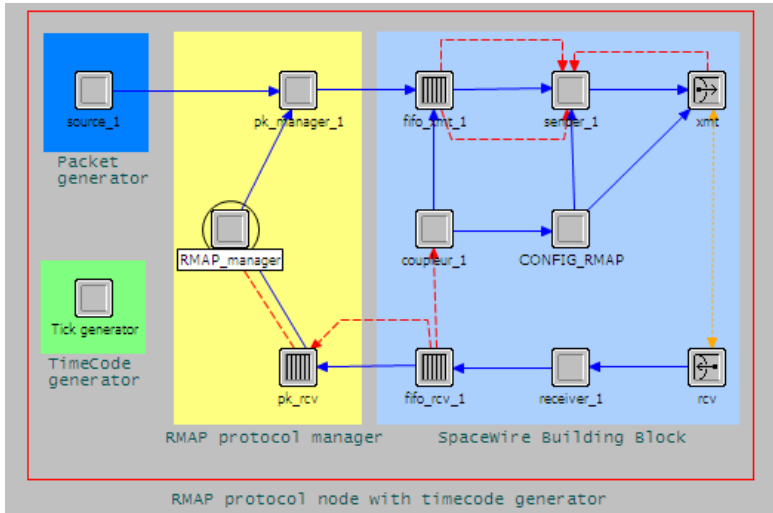 source_1
pk_manager_1
fifo_xmt_1
sender_1
xmt
Packet
generator
RMAP_manager
coupleur_1
CONFIG_RMAP
Tick generator
TimeCode
generator
pk_rcv
fifo_rcv_1
receiver_1
rcv
RMAP protocol manager
SpaceWire Building Block
RMAP protocol node with timecode generator